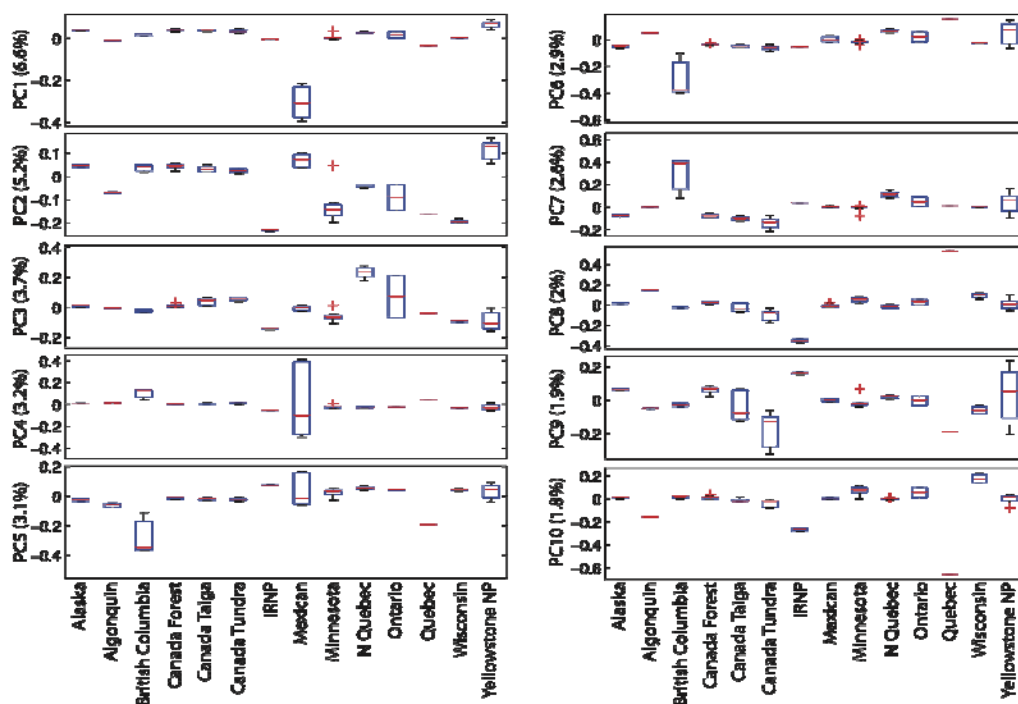 PC1 (6.6%)
0
−0.2
−0.4
PC2 (5.2%)
0.1
0
−0.1
−0.2
PC3 (3.7%)
0.4
0.2
0
−0.2
PC4 (3.2%)
0.4
0.2
0
−0.2
−0.4
PC5 (3.1%)
0.2
0
−0.2
−0.4
Alaska
Algonquin
British Columbia
Canada Forest
Canada Taiga
Canada Tundra
IRNP
Mexican
Minnesota
N Quebec
Ontario
Quebec
Wisconsin
Yellowstone NP
PC6 (2.9%)
0
−0.2
−0.4
−0.6
PC7 (2.6%)
0.6
0.4
0.2
0
−0.2
PC8 (2%)
0.4
0.2
0
−0.2
−0.4
PC9 (1.9%)
0.2
0
−0.2
PC10 (1.8%)
0.2
0
−0.2
−0.4
−0.6
Alaska
Algonquin
British Columbia
Canada Forest
Canada Taiga
Canada Tundra
IRNP
Mexican
Minnesota
N Quebec
Ontario
Quebec
Wisconsin
Yellowstone NP